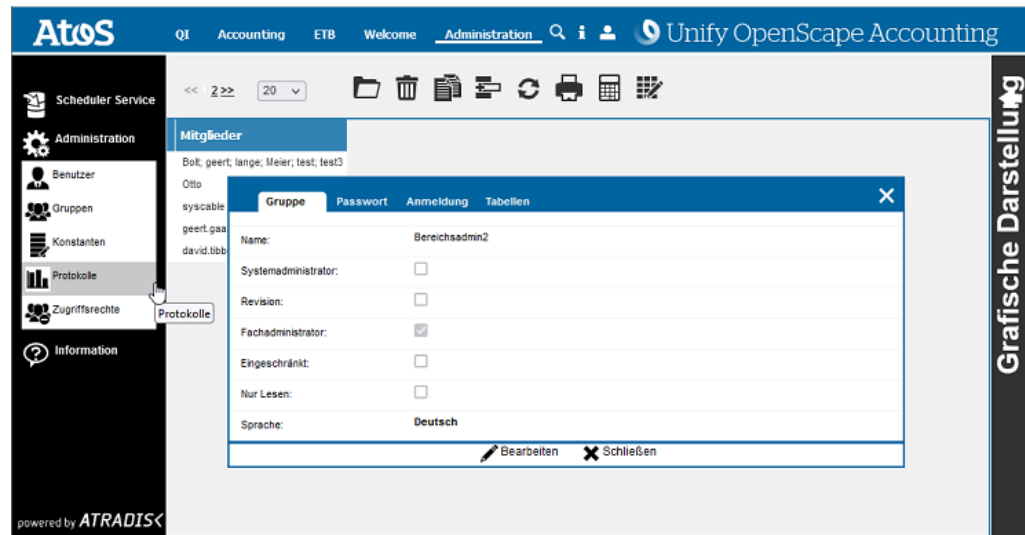 AtoS QI Accounting ETB Welcome Administration Unify OpenScape Accounting
<< 2 >> 20
Scheduler Service
Administration
Benutzer
Gruppen
Konstanten
Protokolle
Protokolle
Zugriffsrechte
Information
powered by ATRADIS
Mitglieder
Bolt; geert; lange; Meier; test; test3
Otto
syscable
geert.gaa
david.tibb
Gruppe Passwort Anmeldung Tabellen
Name: Bereichsadmin2
Systemadministrator:
Revision:
Fachadministrator:
Eingeschränkt:
Nur Lesen:
Sprache: Deutsch
Bearbeiten Schließen
Grafische Darstellung